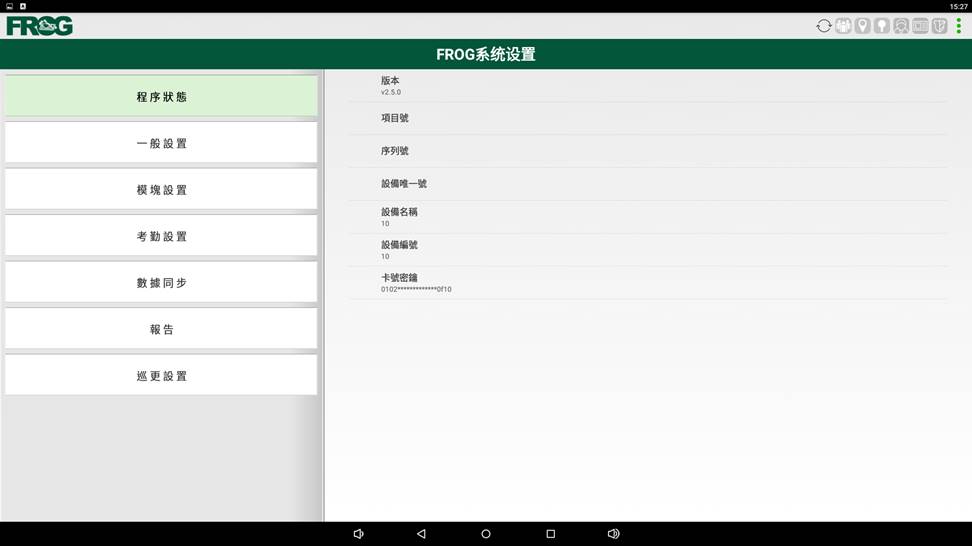 15:27
FROG
FROG系统设置
程序狀態
一般設置
模塊設置
考勤設置
數據同步
報告
巡更設置
版本
v2.5.0
項目號
序列號
設備唯一號
設備名稱
10
設備編號
10
卡號密鑰
0102*************0f10